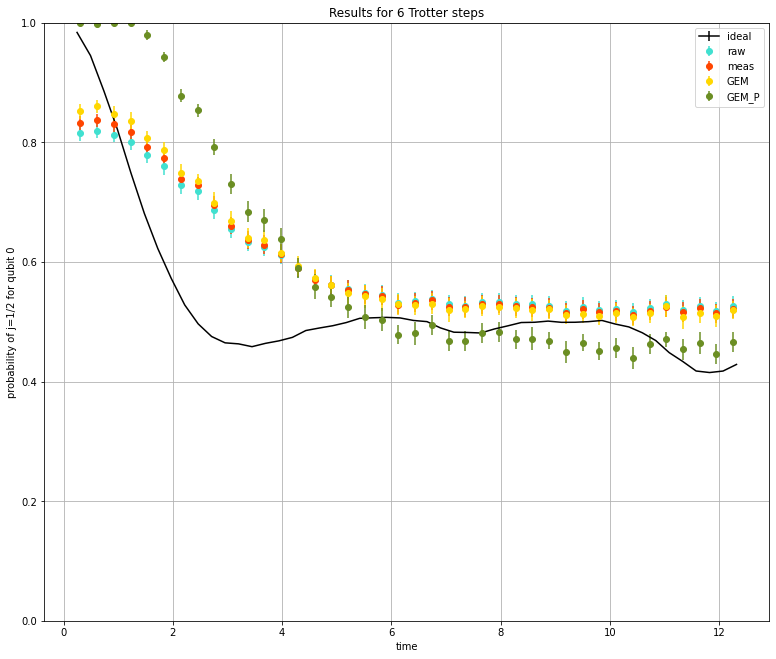 Results for 6 Trotter steps
1.0
0.8
0.6
0.4
0.2
0.0
probability of j=1/2 for qubit 0
ideal
raw
meas
GEM
GEM_P
0 2 4 6 8 10 12
time